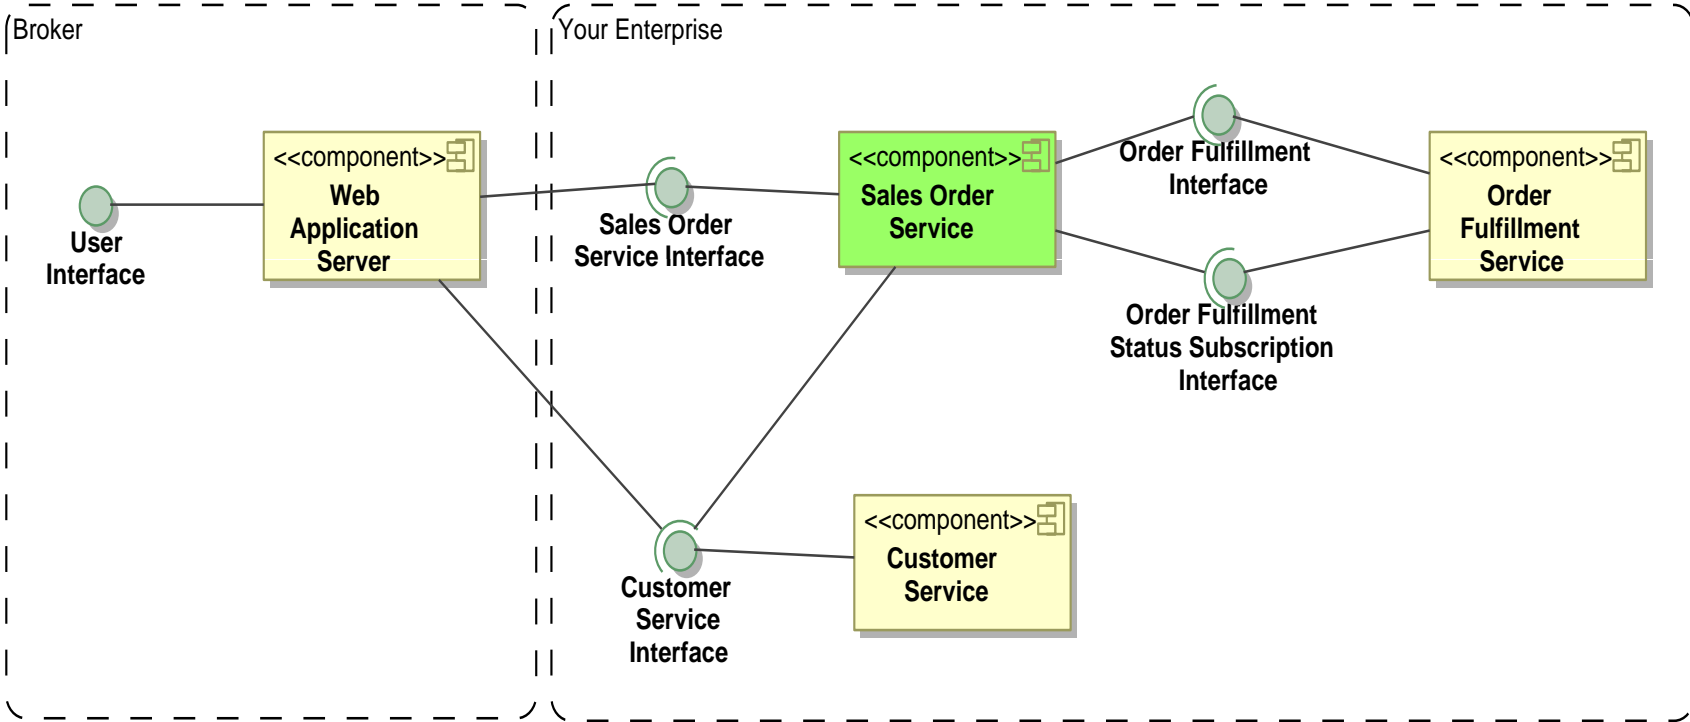 Broker
Your Enterprise
<<component>>
Web
Application
Server
User
Interface
Sales Order
Service Interface
<<component>>
Sales Order
Service
Order Fulfillment
Interface
<<component>>
Order
Fulfillment
Service
Order Fulfillment
Status Subscription
Interface
<<component>>
Customer
Service
Customer
Service
Interface